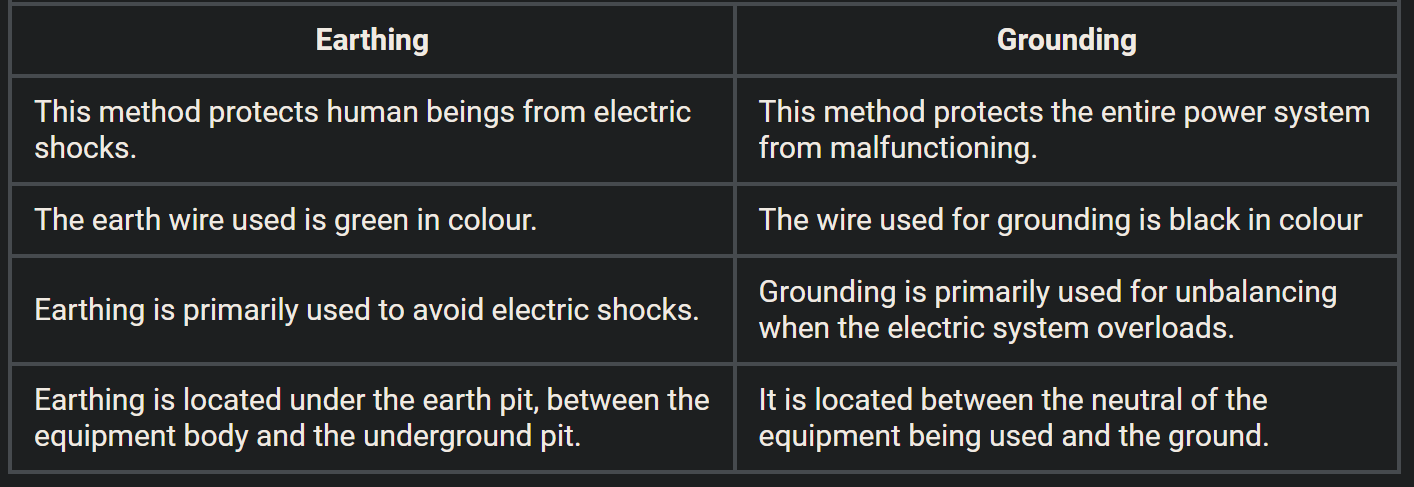 Earthing
Grounding
This method protects human beings from electric
shocks.
This method protects the entire power system
from malfunctioning.
The earth wire used is green in colour.
The wire used for grounding is black in colour
Earthing is primarily used to avoid electric shocks.
Grounding is primarily used for unbalancing
when the electric system overloads.
Earthing is located under the earth pit, between the
equipment body and the underground pit.
It is located between the neutral of the
equipment being used and the ground.